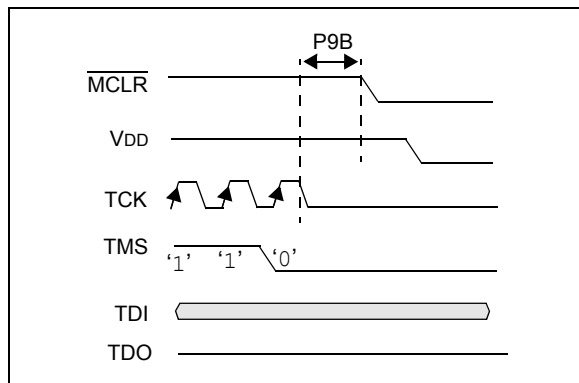 P9B
MCLR
VDD
TCK
TMS
‘1’ ‘1’ ‘0’
TDI
TDO